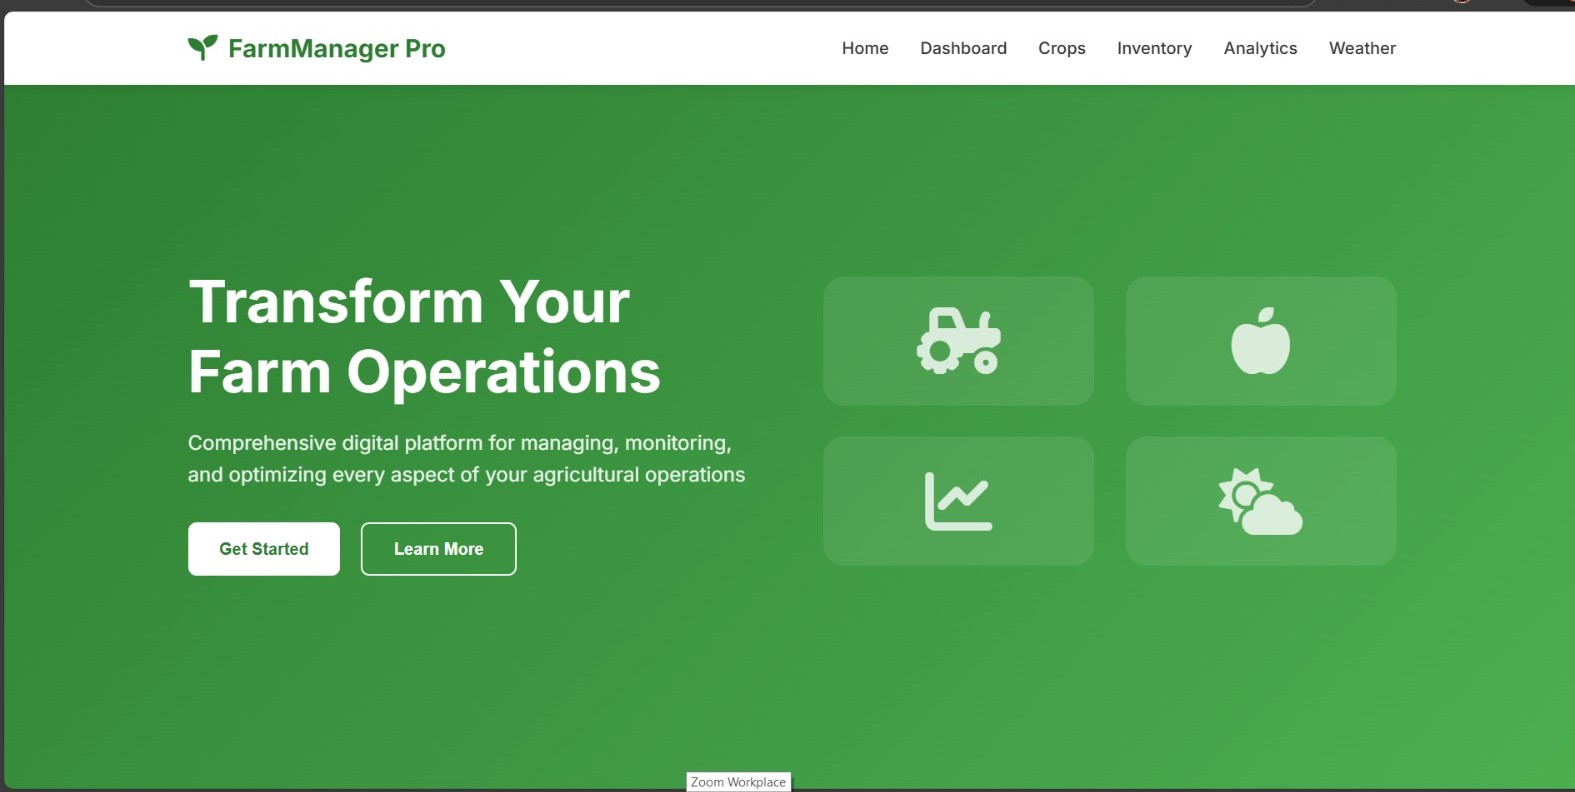 FarmManager Pro
Home Dashboard Crops Inventory Analytics Weather
Transform Your
Farm Operations
Comprehensive digital platform for managing, monitoring,
and optimizing every aspect of your agricultural operations
Get Started Learn More
Zoom Workplace